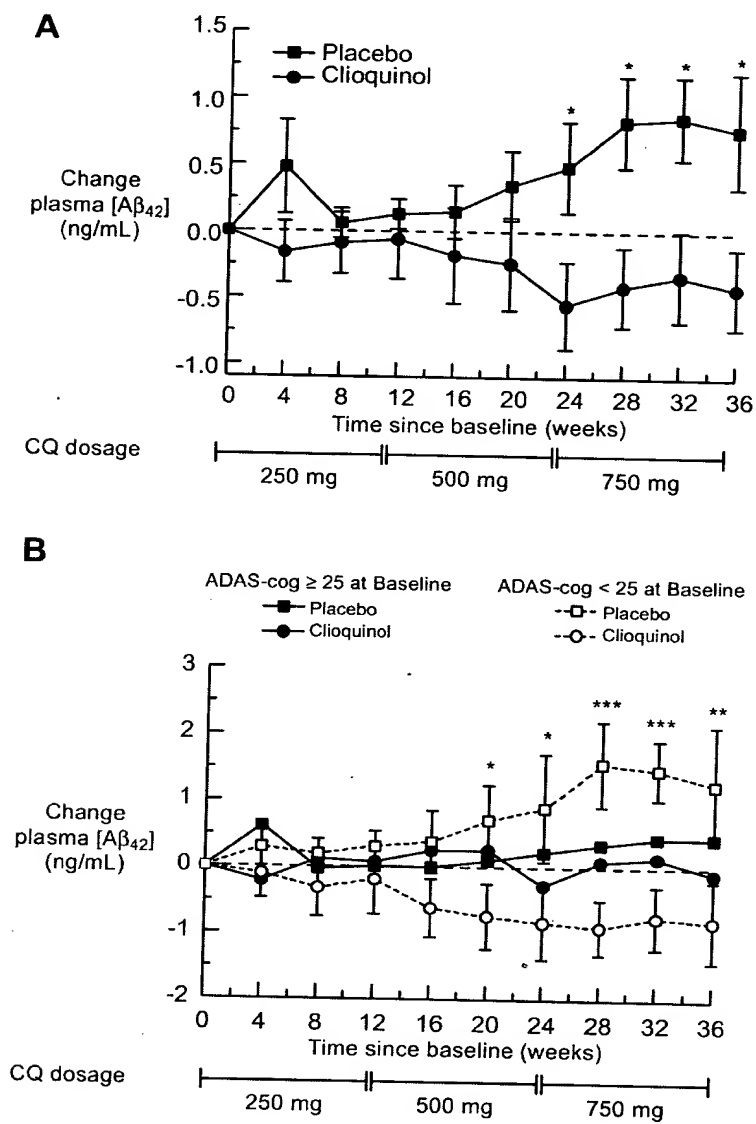 A
1.5
1.0
0.5
0.0
-0.5
-1.0
Placebo
Clioquinol
* * * *
Change
plasma [Aβ₄₂]
(ng/mL)
0 4 8 12 16 20 24 28 32 36
Time since baseline (weeks)
CQ dosage
250 mg 500 mg 750 mg
B
ADAS-cog ≥ 25 at Baseline ADAS-cog < 25 at Baseline
Placebo Placebo
Clioquinol Clioquinol
3
2
1
0
-1
-2
* * *** *** **
Change
plasma [Aβ₄₂]
(ng/mL)
0 4 8 12 16 20 24 28 32 36
Time since baseline (weeks)
CQ dosage
250 mg 500 mg 750 mg